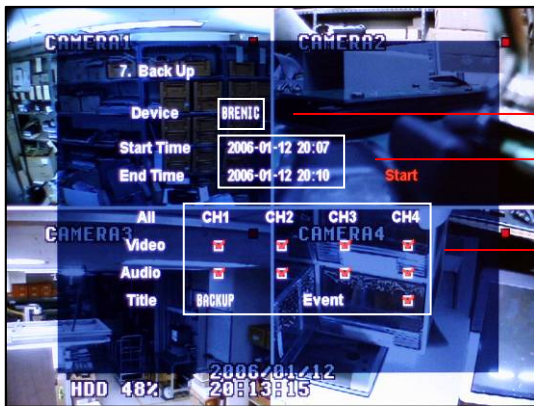 CAMERA1 CAMERA2
7. Back Up
Device BRENIC
Start Time 2006-01-12 20:07
End Time 2006-01-12 20:10 Start
All CH1 CH2 CH3 CH4
CAMERA3 CAMERA4
Video
Audio
Title BACKUP Event
2006/01/12
HDD 48% 20:13:15